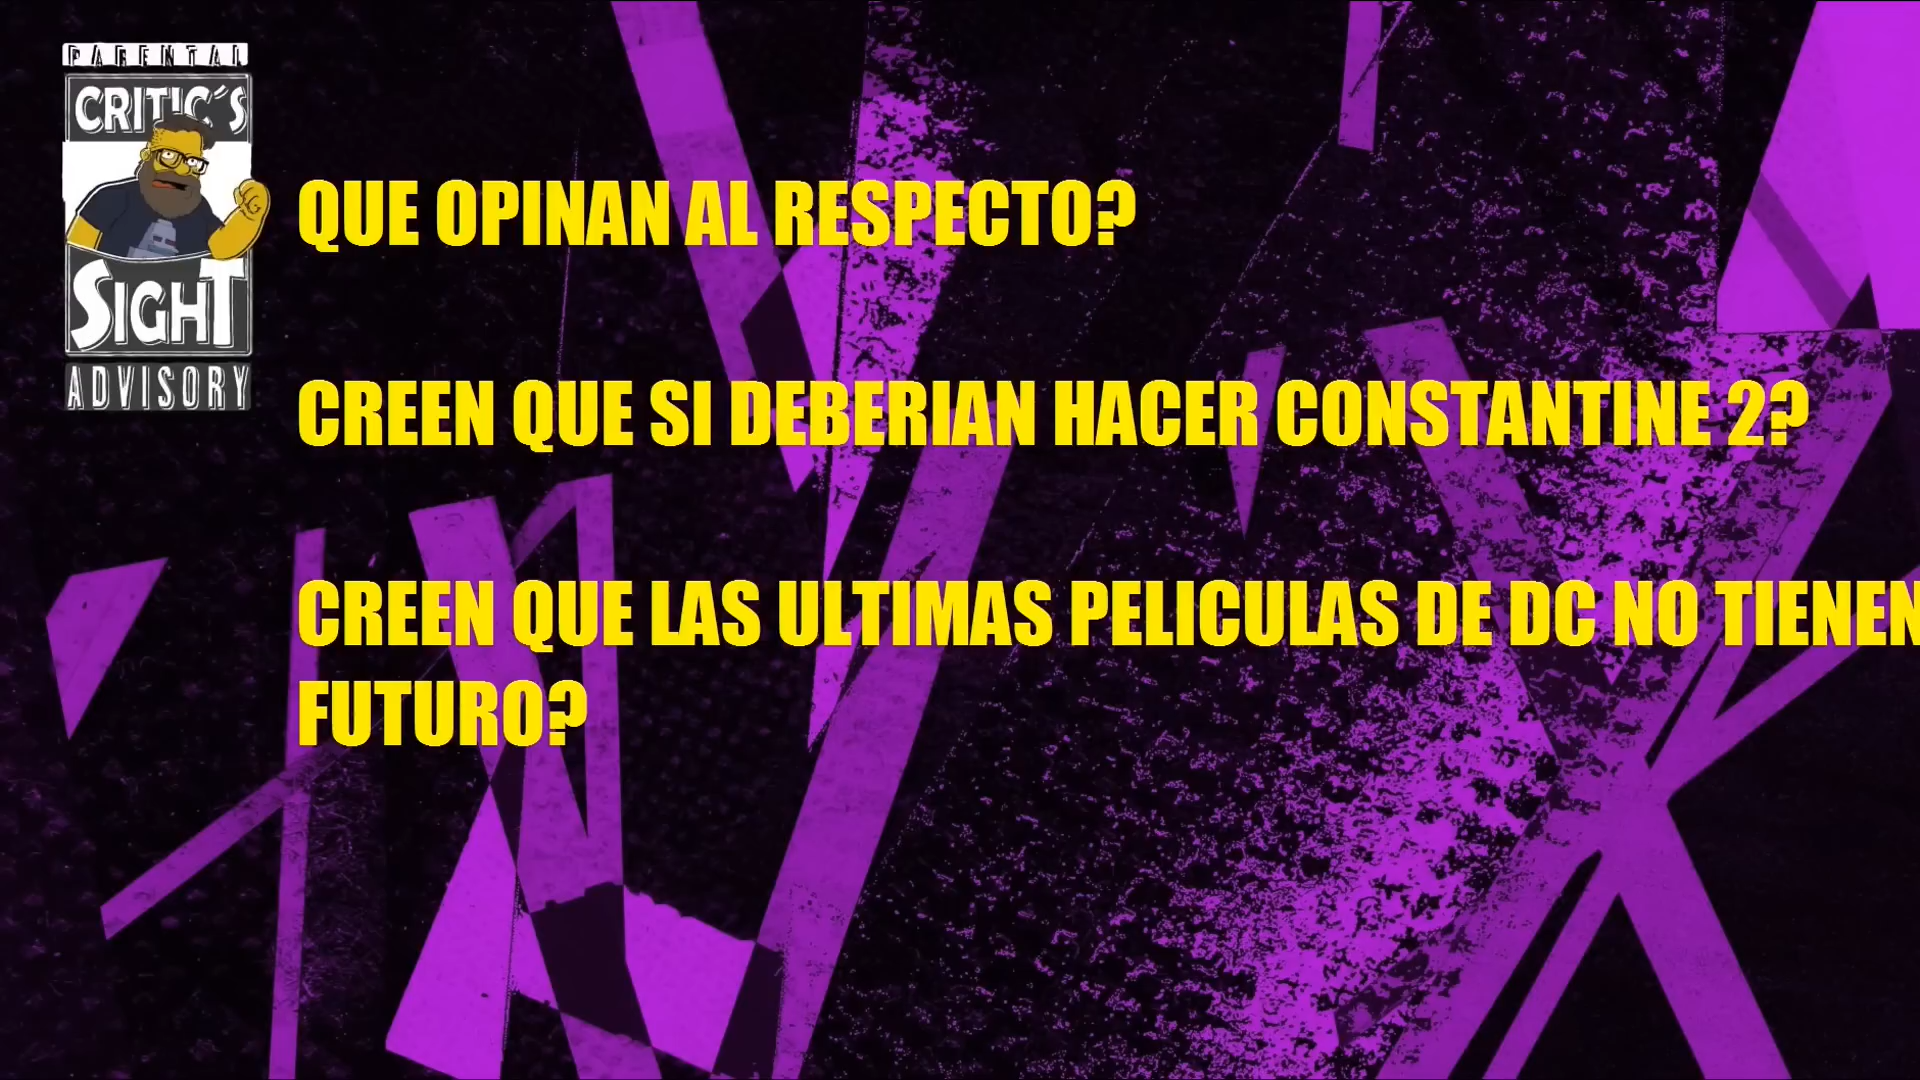 PARENTAL
CRITIC´S
SIGHT
ADVISORY
QUE OPINAN AL RESPECTO?
CREEN QUE SI DEBERIAN HACER CONSTANTINE 2?
CREEN QUE LAS ULTIMAS PELICULAS DE DC NO TIENEN
FUTURO?